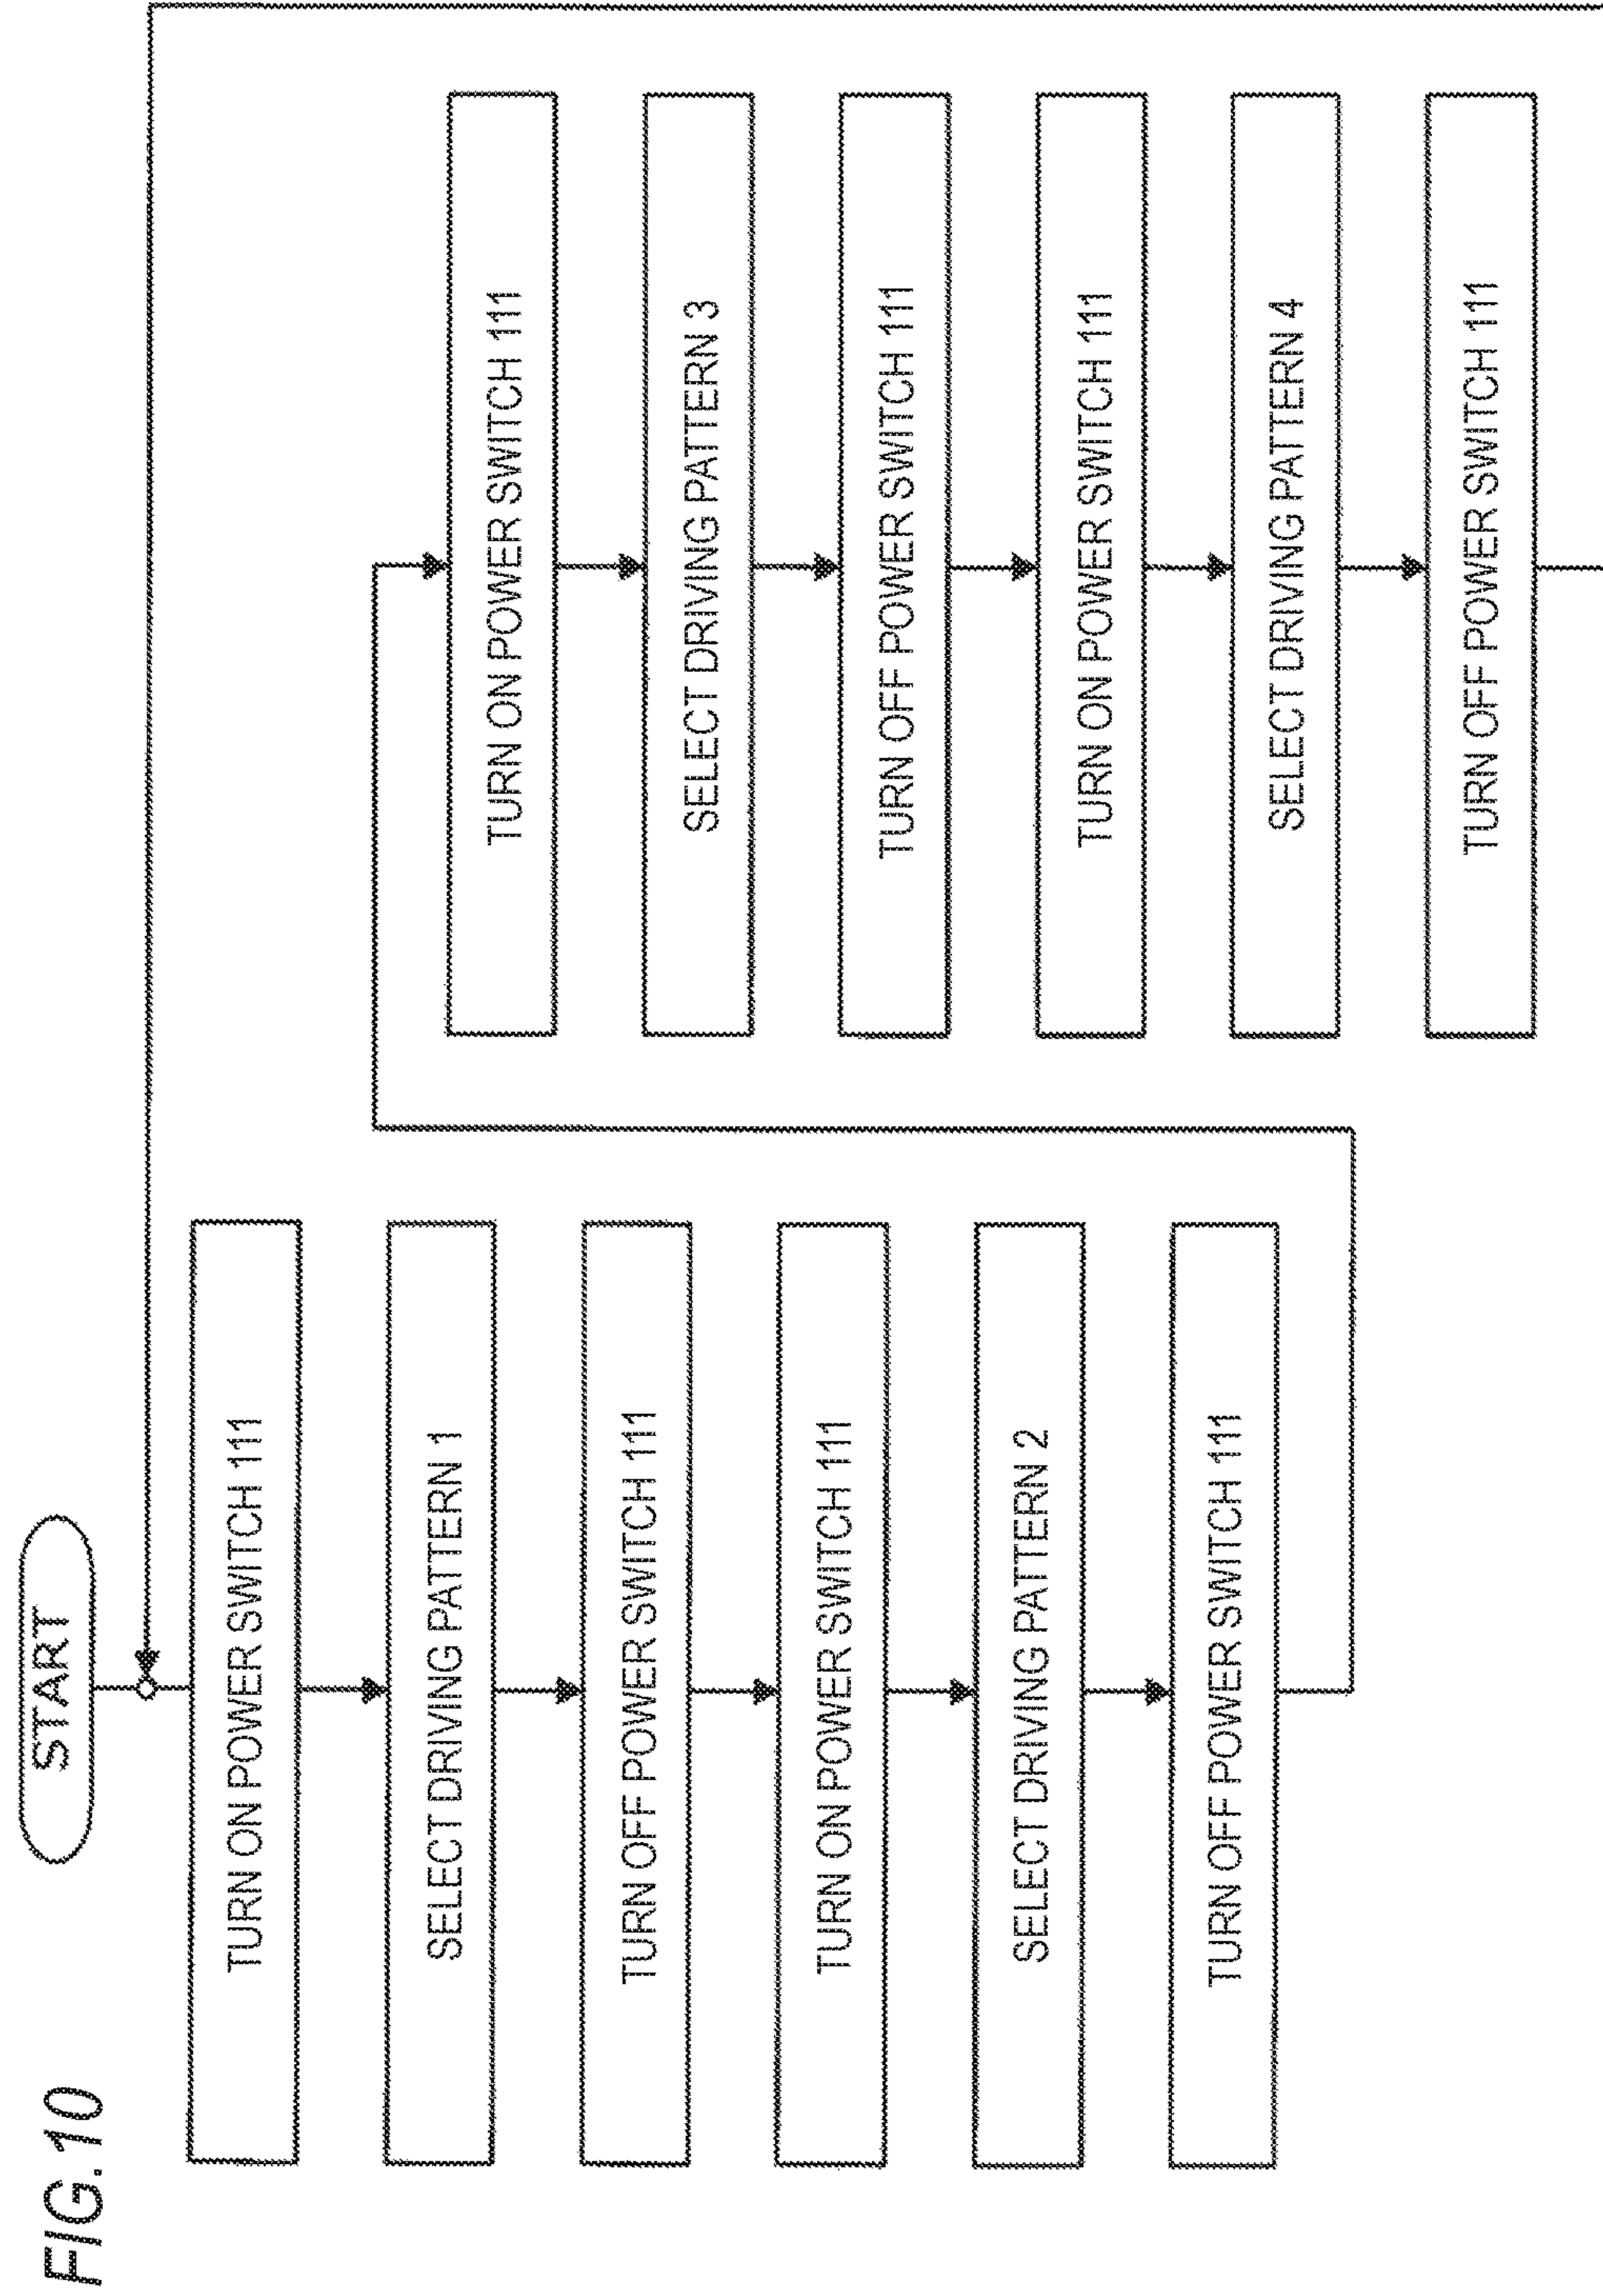 FIG. 10
START
TURN ON POWER SWITCH 111
SELECT DRIVING PATTERN 1
TURN OFF POWER SWITCH 111
TURN ON POWER SWITCH 111
SELECT DRIVING PATTERN 2
TURN OFF POWER SWITCH 111
TURN ON POWER SWITCH 111
SELECT DRIVING PATTERN 3
TURN OFF POWER SWITCH 111
TURN ON POWER SWITCH 111
SELECT DRIVING PATTERN 4
TURN OFF POWER SWITCH 111